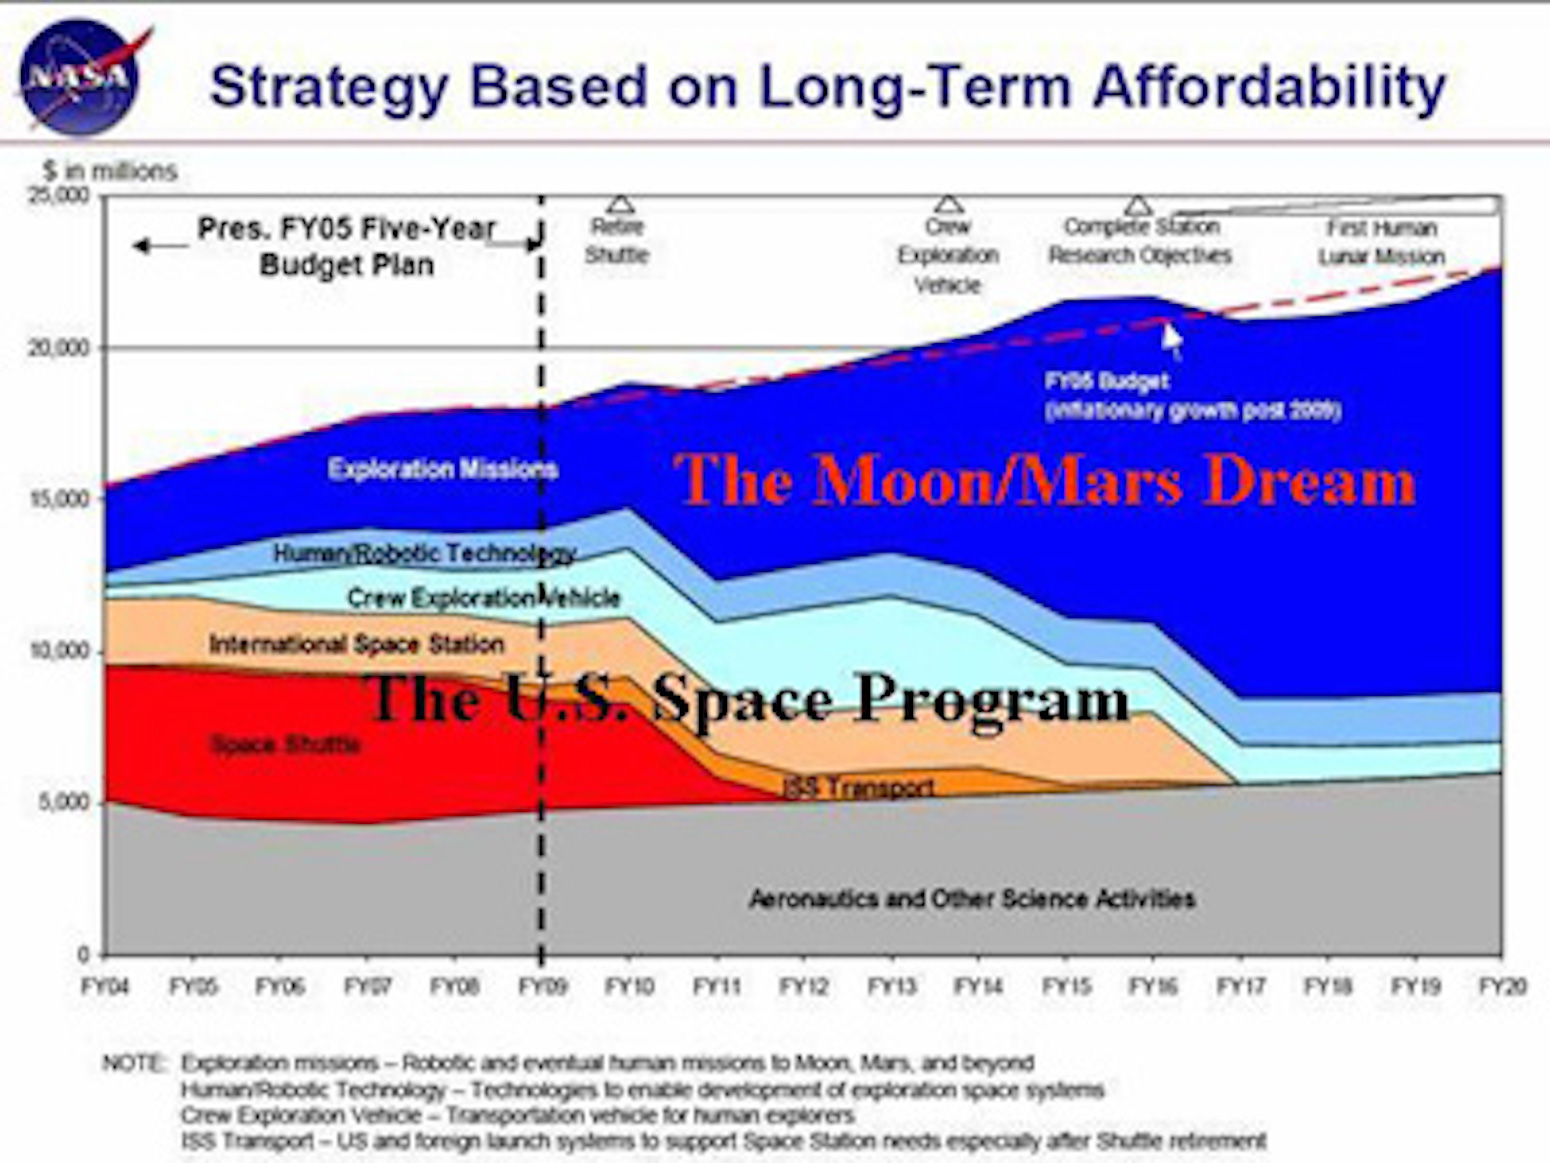 NASA
Strategy Based on Long-Term Affordability
$ in millions
25,000
20,000
15,000
10,000
5,000
0
Pres. FY05 Five-Year
Budget Plan
Retire
Shuttle
Crew
Exploration
Vehicle
Complete Station
Research Objectives
First Human
Lunar Mission
FY05 Budget
(inflationary growth post 2009)
Exploration Missions
The Moon/Mars Dream
Human/Robotic Technology
Crew Exploration Vehicle
International Space Station
The U.S. Space Program
Space Shuttle
ISS Transport
Aeronautics and Other Science Activities
FY04 FY05 FY06 FY07 FY08 FY09 FY10 FY11 FY12 FY13 FY14 FY15 FY16 FY17 FY18 FY19 FY20
NOTE: Exploration missions – Robotic and eventual human missions to Moon, Mars, and beyond
Human/Robotic Technology – Technologies to enable development of exploration space systems
Crew Exploration Vehicle – Transportation vehicle for human explorers
ISS Transport – US and foreign launch systems to support Space Station needs especially after Shuttle retirement